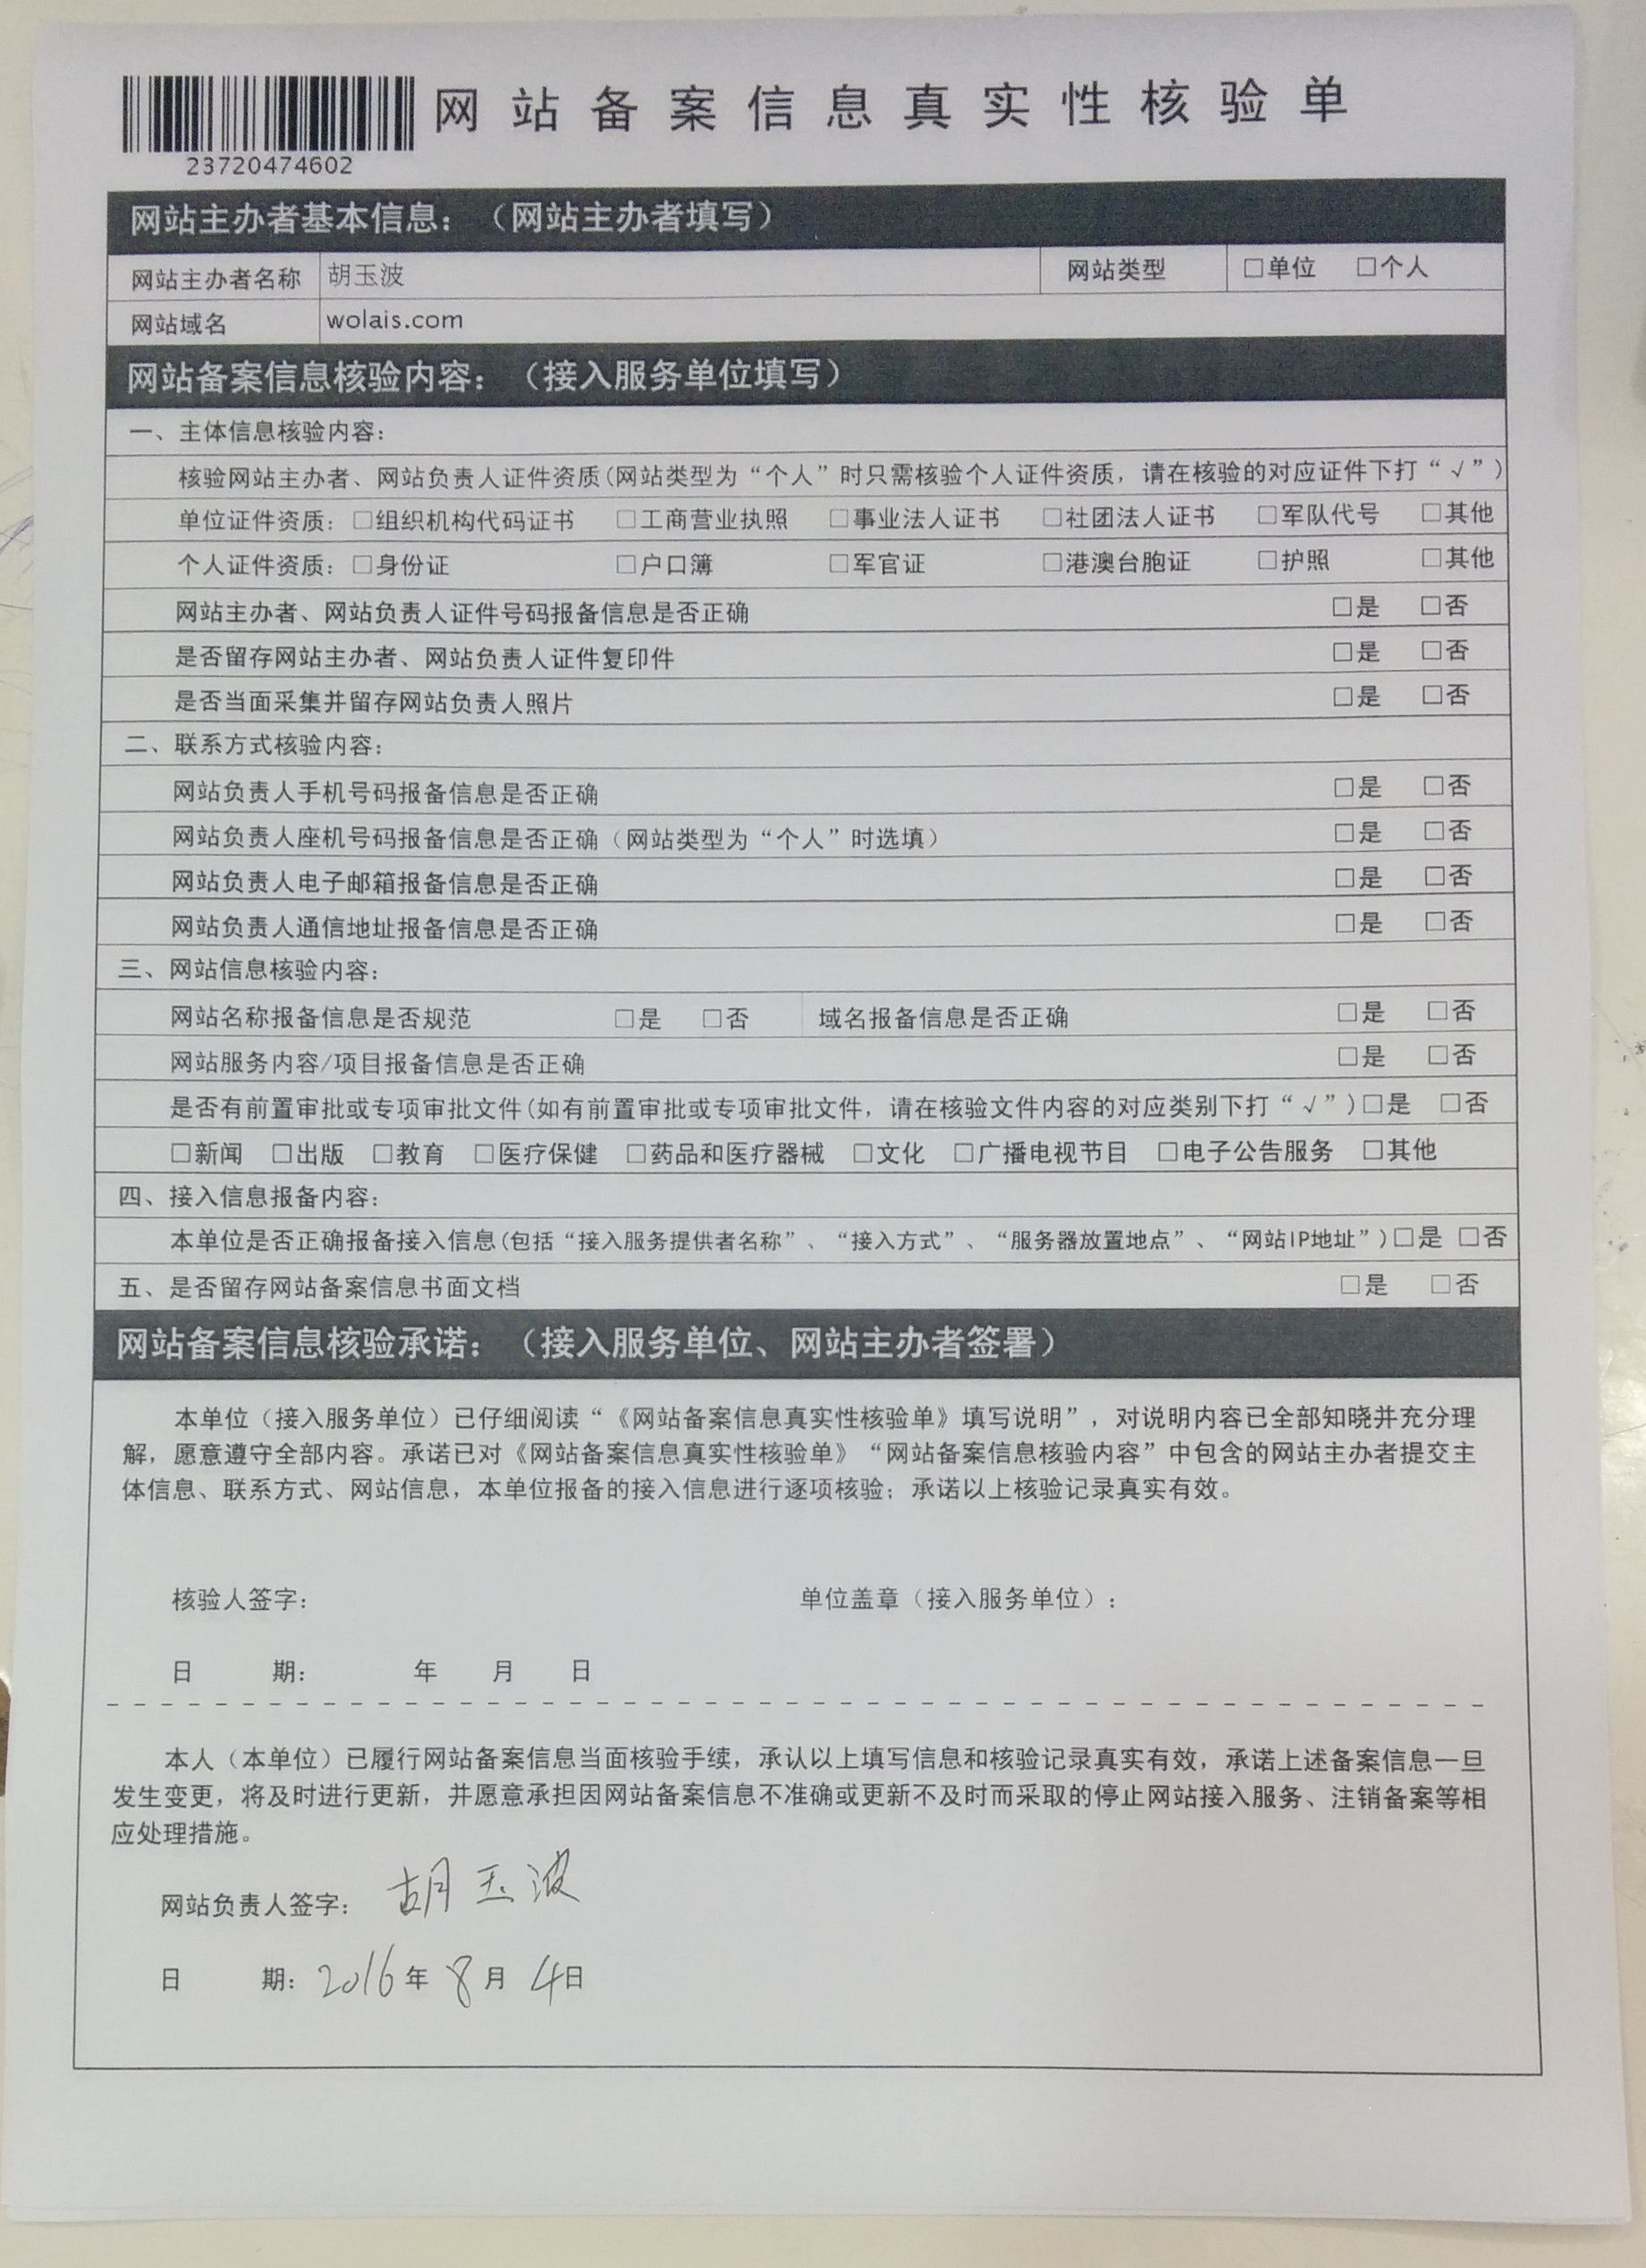 网站备案信息真实性核验单
23720474602
网站主办者基本信息：（网站主办者填写）
网站主办者名称 胡玉波 网站类型 □单位 □个人
网站域名 wolais.com
网站备案信息核验内容：（接入服务单位填写）
一、主体信息核验内容：
核验网站主办者、网站负责人证件资质(网站类型为“个人”时只需核验个人证件资质，请在核验的对应证件下打“√”)
单位证件资质：□组织机构代码证书 □工商营业执照 □事业法人证书 □社团法人证书 □军队代号 □其他
个人证件资质：□身份证 □户口簿 □军官证 □港澳台胞证 □护照 □其他
网站主办者、网站负责人证件号码报备信息是否正确 □是 □否
是否留存网站主办者、网站负责人证件复印件 □是 □否
是否当面采集并留存网站负责人照片 □是 □否
二、联系方式核验内容：
网站负责人手机号码报备信息是否正确 □是 □否
网站负责人座机号码报备信息是否正确（网站类型为“个人”时选填） □是 □否
网站负责人电子邮箱报备信息是否正确 □是 □否
网站负责人通信地址报备信息是否正确 □是 □否
三、网站信息核验内容：
网站名称报备信息是否规范 □是 □否 域名报备信息是否正确 □是 □否
网站服务内容/项目报备信息是否正确 □是 □否
是否有前置审批或专项审批文件(如有前置审批或专项审批文件，请在核验文件内容的对应类别下打“√”)□是 □否
□新闻 □出版 □教育 □医疗保健 □药品和医疗器械 □文化 □广播电视节目 □电子公告服务 □其他
四、接入信息报备内容：
本单位是否正确报备接入信息(包括“接入服务提供者名称”、“接入方式”、“服务器放置地点”、“网站IP地址”)□是 □否
五、是否留存网站备案信息书面文档 □是 □否
网站备案信息核验承诺：（接入服务单位、网站主办者签署）
本单位（接入服务单位）已仔细阅读“《网站备案信息真实性核验单》填写说明”，对说明内容已全部知晓并充分理
解，愿意遵守全部内容。承诺已对《网站备案信息真实性核验单》“网站备案信息核验内容”中包含的网站主办者提交主
体信息、联系方式、网站信息，本单位报备的接入信息进行逐项核验；承诺以上核验记录真实有效。
核验人签字： 单位盖章（接入服务单位）：
日 期： 年 月 日
本人（本单位）已履行网站备案信息当面核验手续，承认以上填写信息和核验记录真实有效，承诺上述备案信息一旦
发生变更，将及时进行更新，并愿意承担因网站备案信息不准确或更新不及时而采取的停止网站接入服务、注销备案等相
应处理措施。
网站负责人签字： 胡玉波
日 期：2016年8月4日